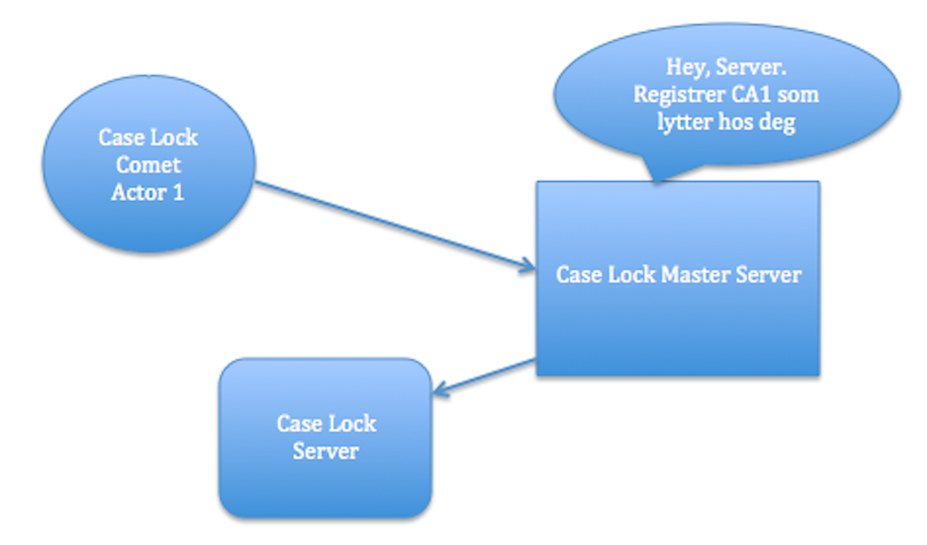 Case Lock
Comet
Actor 1
Hey, Server.
Registrer CA1 som
lytter hos deg
Case Lock Master Server
Case Lock
Server